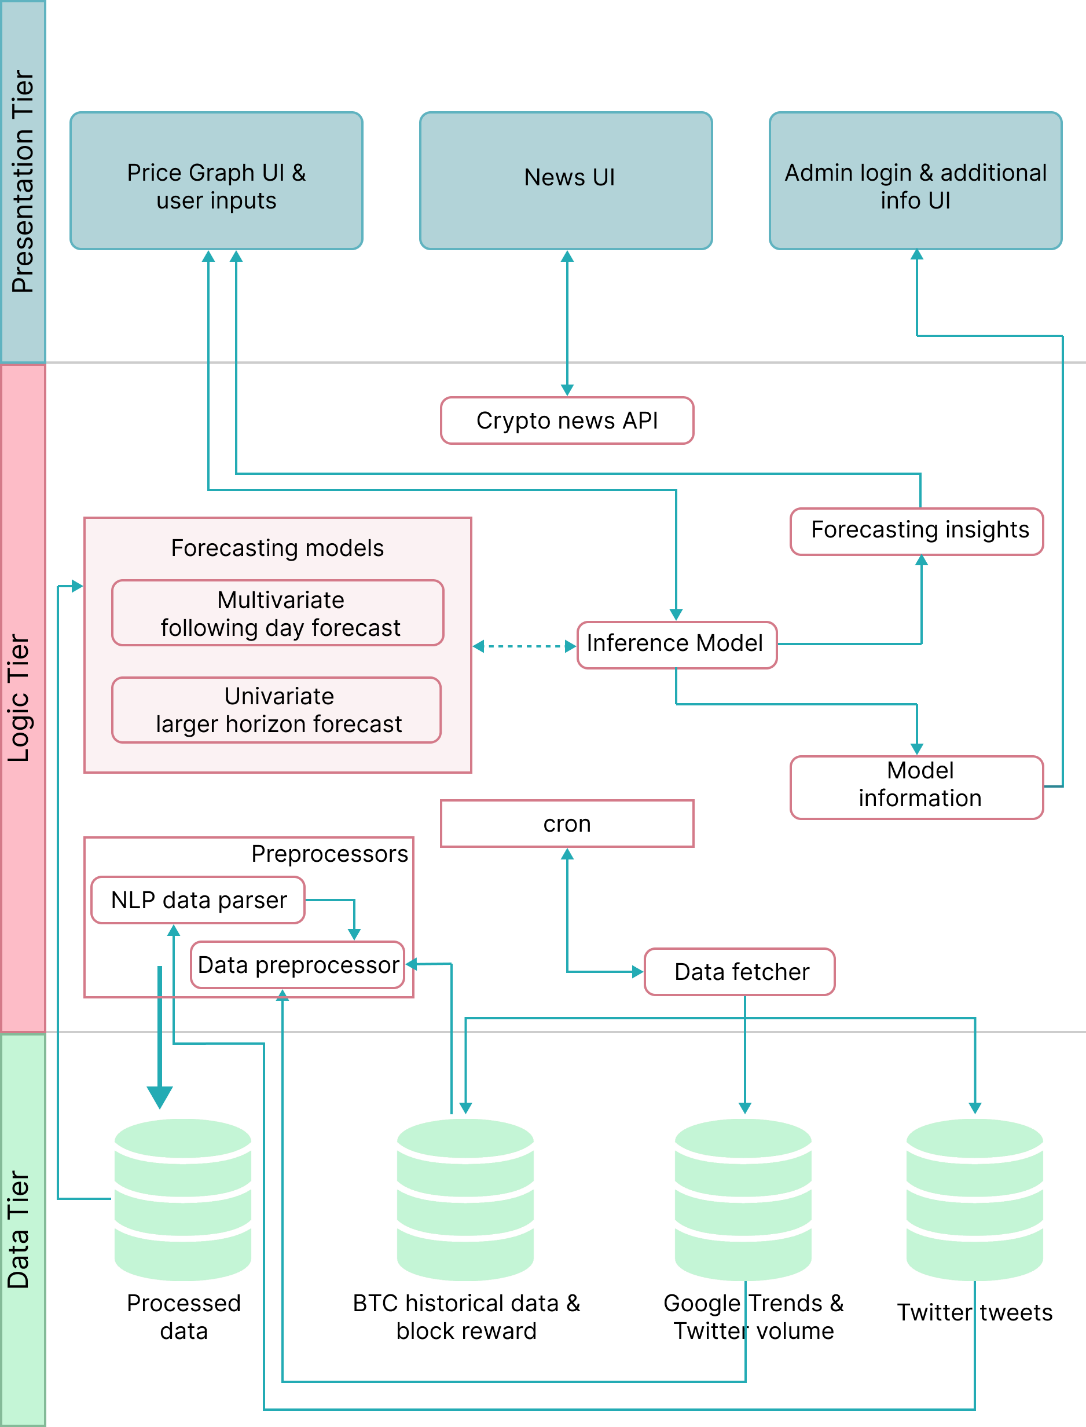 Presentation Tier
Price Graph UI &
user inputs
News UI
Admin login & additional
info UI
Logic Tier
Crypto news API
Forecasting insights
Forecasting models
Multivariate
following day forecast
Univariate
larger horizon forecast
Inference Model
Model
information
cron
Preprocessors
NLP data parser
Data preprocessor
Data fetcher
Data Tier
Processed
data
BTC historical data &
block reward
Google Trends &
Twitter volume
Twitter tweets